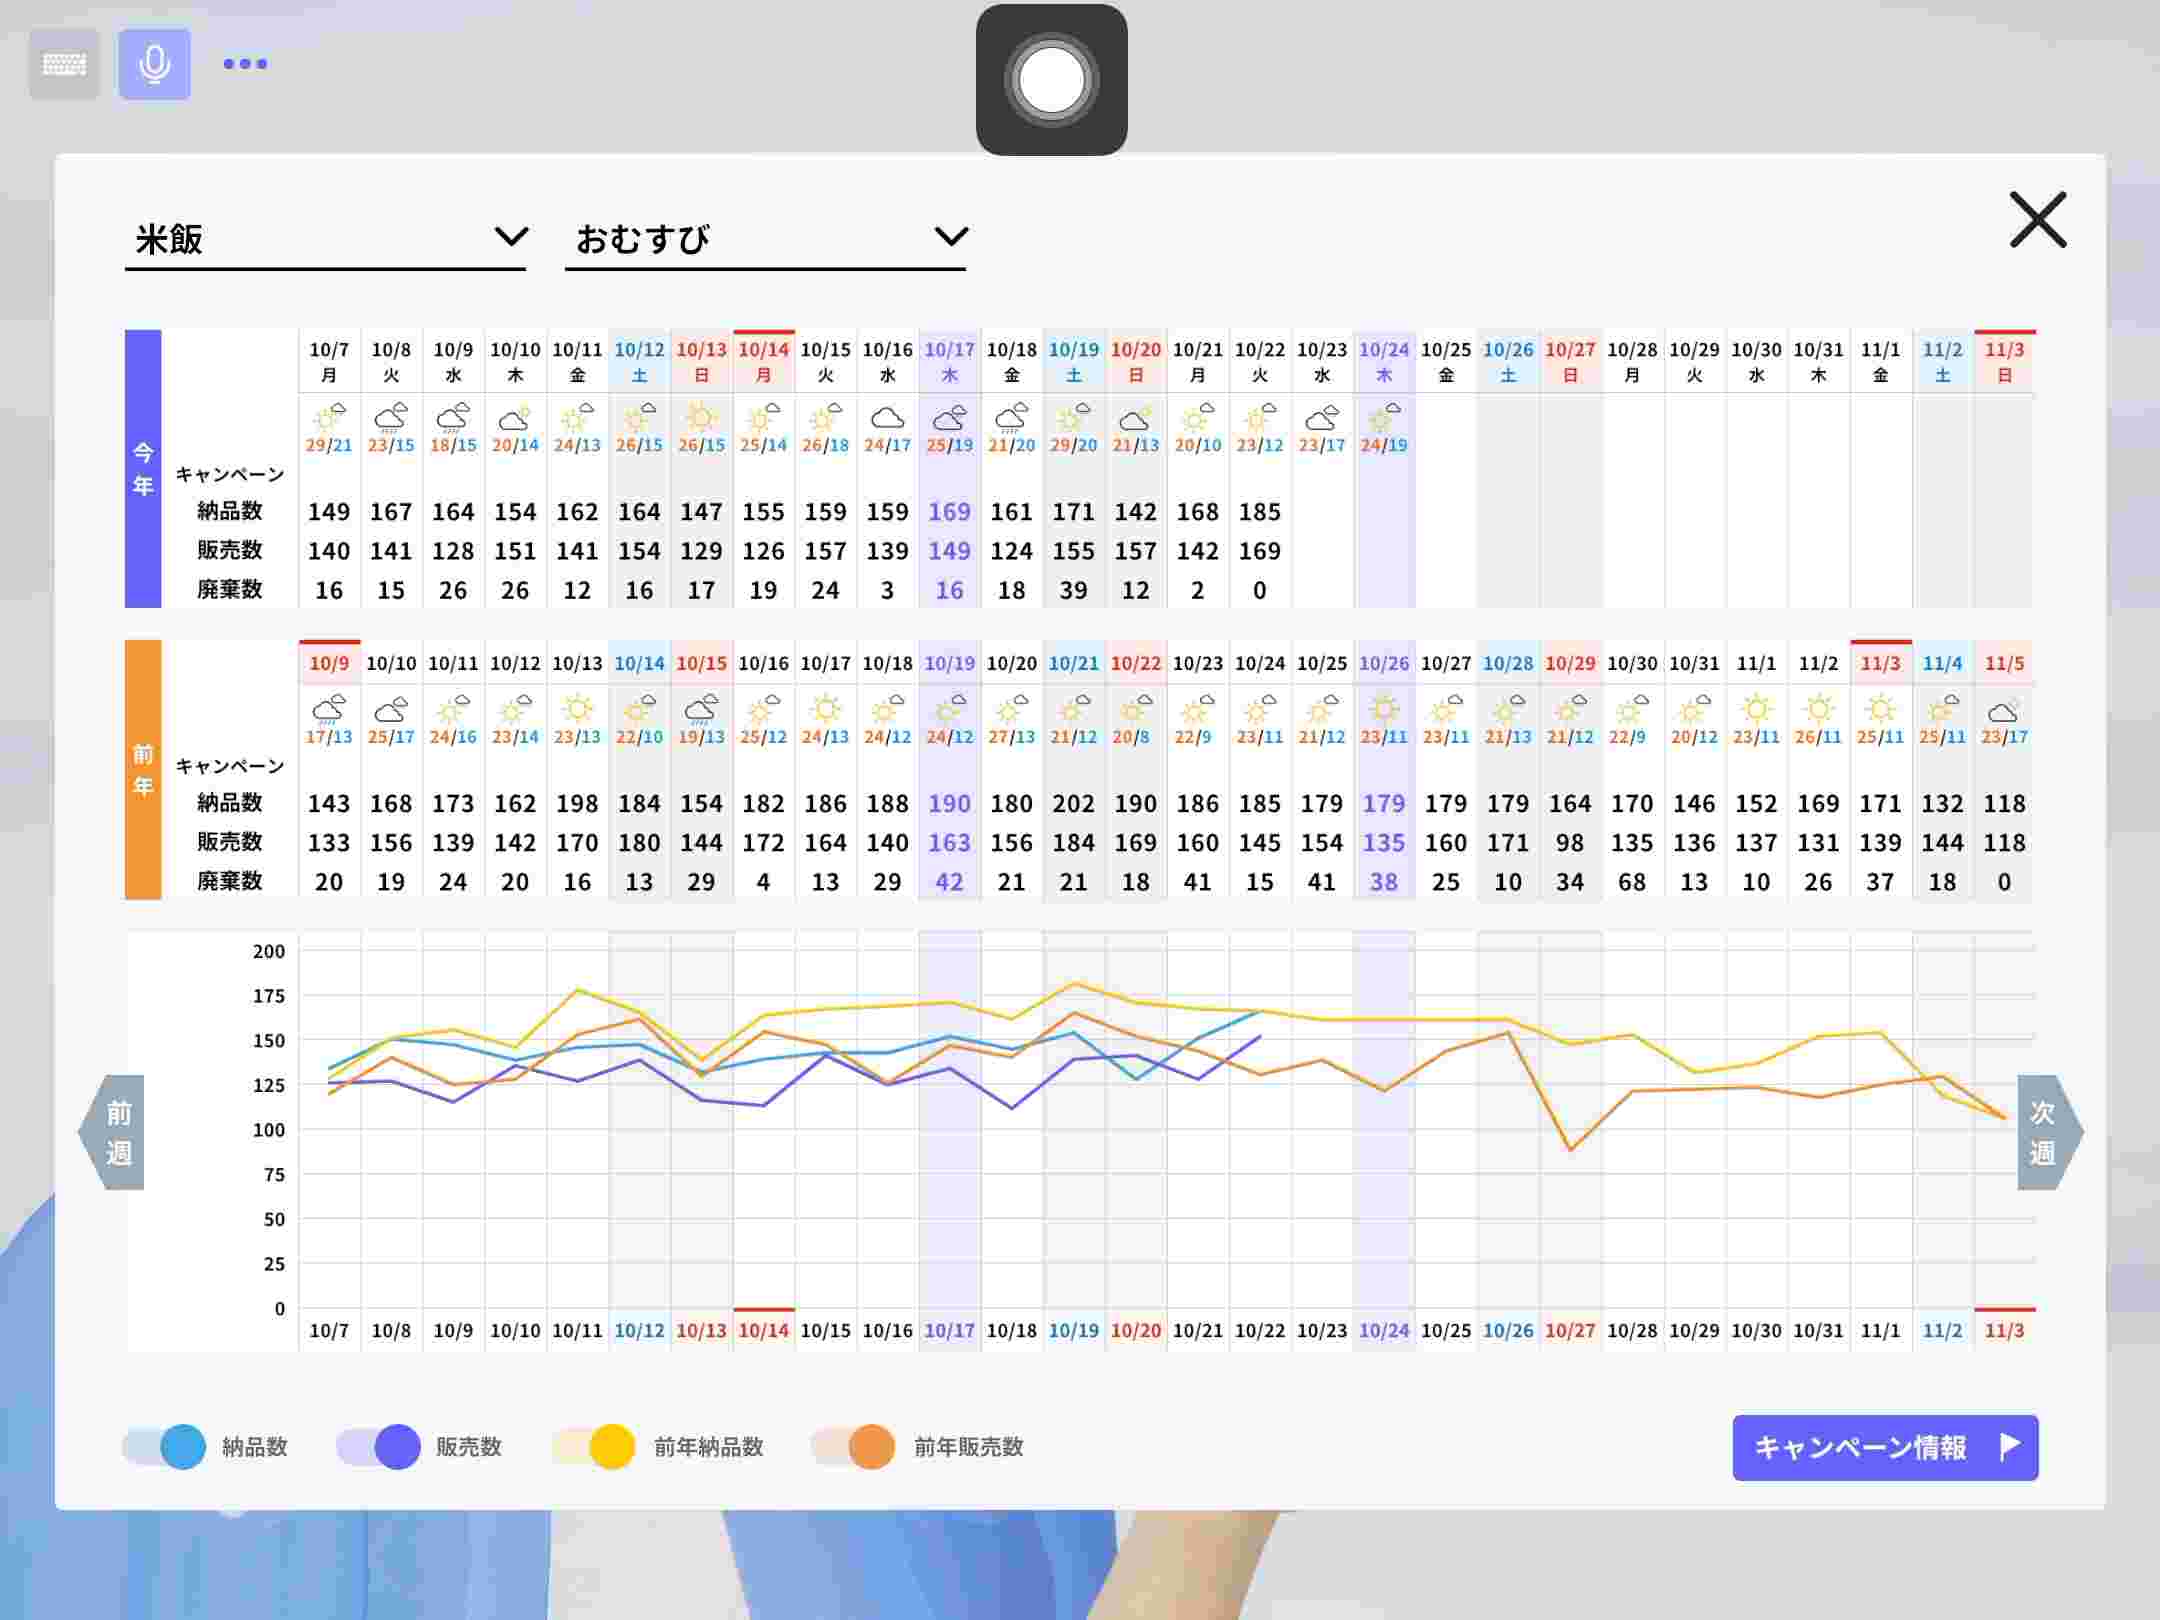 米飯 おむすび
今年
10/7 10/8 10/9 10/10 10/11 10/12 10/13 10/14 10/15 10/16 10/17 10/18 10/19 10/20 10/21 10/22 10/23 10/24 10/25 10/26 10/27 10/28 10/29 10/30 10/31 11/1 11/2 11/3
月 火 水 木 金 土 日 月 火 水 木 金 土 日 月 火 水 木 金 土 日 月 火 水 木 金 土 日
29/21 23/15 18/15 20/14 24/13 26/15 26/15 25/14 26/18 24/17 25/19 21/20 29/20 21/13 20/10 23/12 23/17 24/19
キャンペーン
納品数 149 167 164 154 162 164 147 155 159 159 169 161 171 142 168 185
販売数 140 141 128 151 141 154 129 126 157 139 149 124 155 157 142 169
廃棄数 16 15 26 26 12 16 17 19 24 3 16 18 39 12 2 0
前年
10/9 10/10 10/11 10/12 10/13 10/14 10/15 10/16 10/17 10/18 10/19 10/20 10/21 10/22 10/23 10/24 10/25 10/26 10/27 10/28 10/29 10/30 10/31 11/1 11/2 11/3 11/4 11/5
17/13 25/17 24/16 23/14 23/13 22/10 19/13 25/12 24/13 24/12 24/12 27/13 21/12 20/8 22/9 23/11 21/12 23/11 23/11 21/13 21/12 22/9 20/12 23/11 26/11 25/11 25/11 23/17
キャンペーン
納品数 143 168 173 162 198 184 154 182 186 188 190 180 202 190 186 185 179 179 179 179 164 170 146 152 169 171 132 118
販売数 133 156 139 142 170 180 144 172 164 140 163 156 184 169 160 145 154 135 160 171 98 135 136 137 131 139 144 118
廃棄数 20 19 24 20 16 13 29 4 13 29 42 21 21 18 41 15 41 38 25 10 34 68 13 10 26 37 18 0
200
175
150
125
100
75
50
25
0
前週
次週
10/7 10/8 10/9 10/10 10/11 10/12 10/13 10/14 10/15 10/16 10/17 10/18 10/19 10/20 10/21 10/22 10/23 10/24 10/25 10/26 10/27 10/28 10/29 10/30 10/31 11/1 11/2 11/3
納品数 販売数 前年納品数 前年販売数
キャンペーン情報